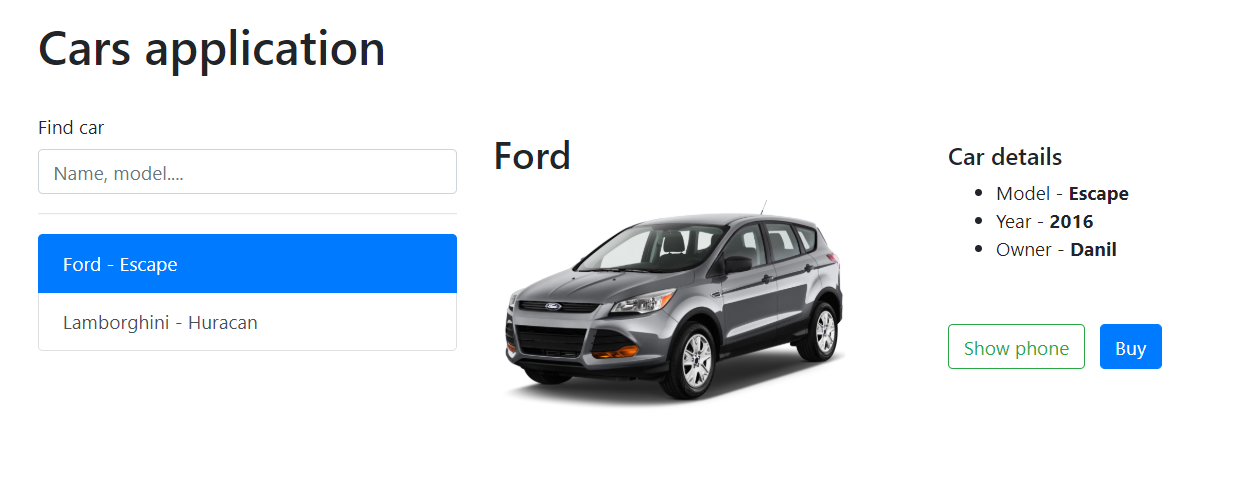 Cars application
Find car
Name, model....
Ford - Escape
Lamborghini - Huracan
Ford
Ford
Car details
Model - Escape
Year - 2016
Owner - Danil
Show phone
Buy